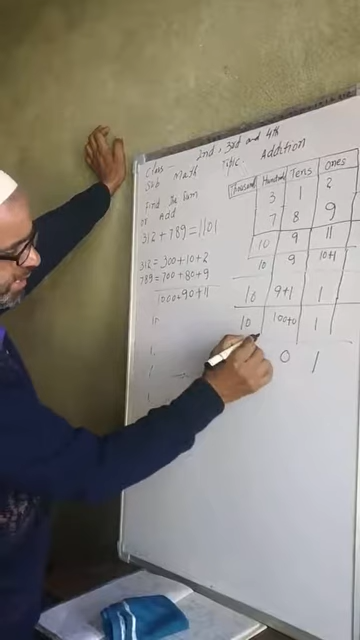 Class 2nd, 3rd and 4th
Sub Math Topic Addition
Find the Sum
or Add
312 + 789 = 1101
312 = 300+10+2
789 = 700+80+9
1000+90+11
Thousand Hundred Tens Ones
3 1 2
7 8 9
10 9 11
10 9 10+1
10 9+1 1
10 100+0 1
0 1